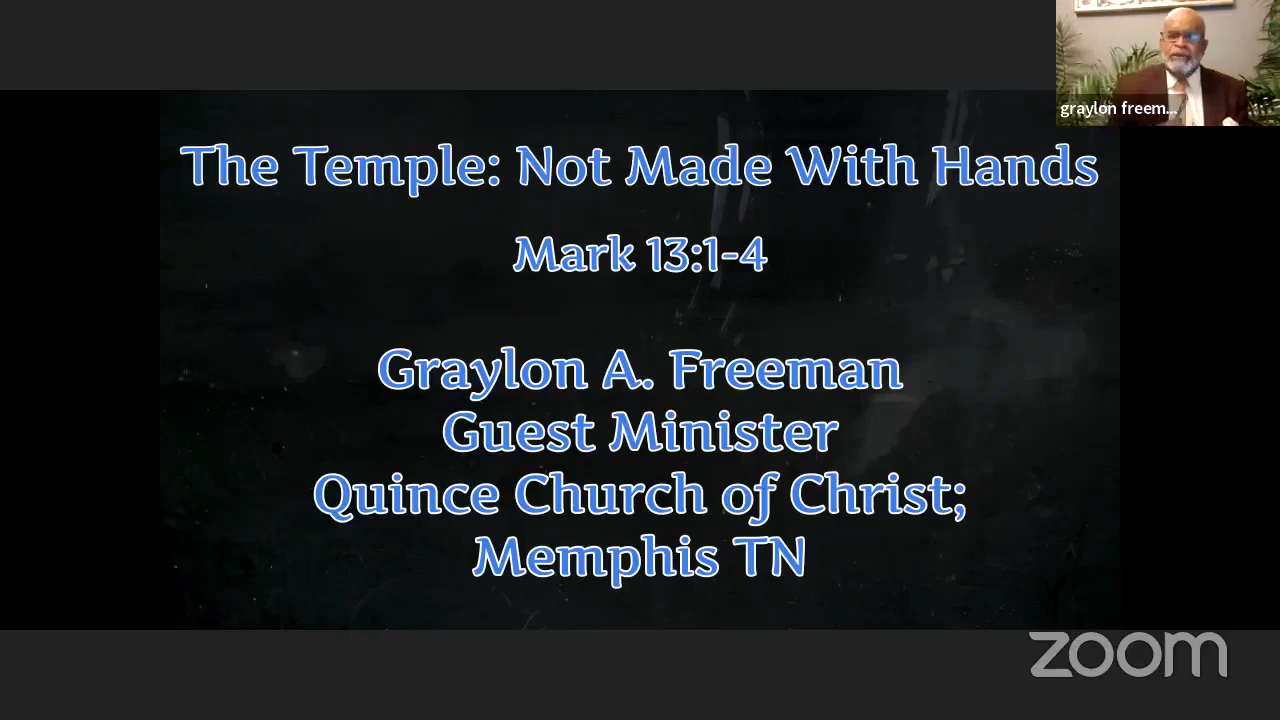 graylon freem...
The Temple: Not Made With Hands
Mark 13:1-4
Graylon A. Freeman
Guest Minister
Quince Church of Christ;
Memphis TN
zoom